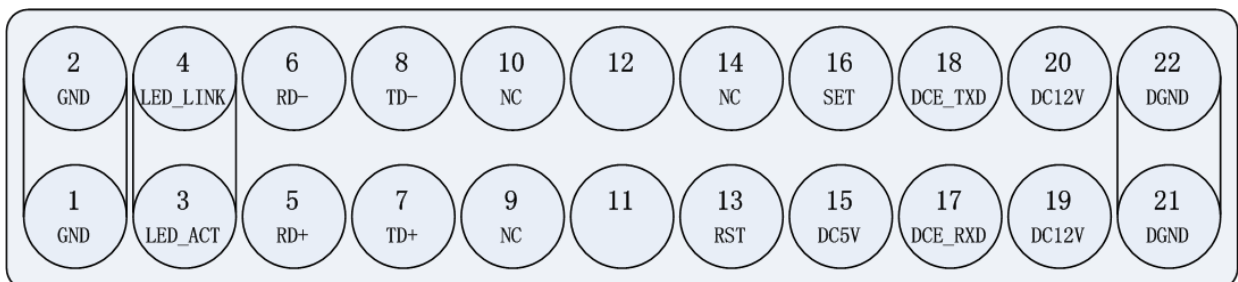 2 4 6 8 10 12 14 16 18 20 22
GND LED_LINK RD- TD- NC NC SET DCE_TXD DC12V DGND
1 3 5 7 9 11 13 15 17 19 21
GND LED_ACT RD+ TD+ NC RST DC5V DCE_RXD DC12V DGND